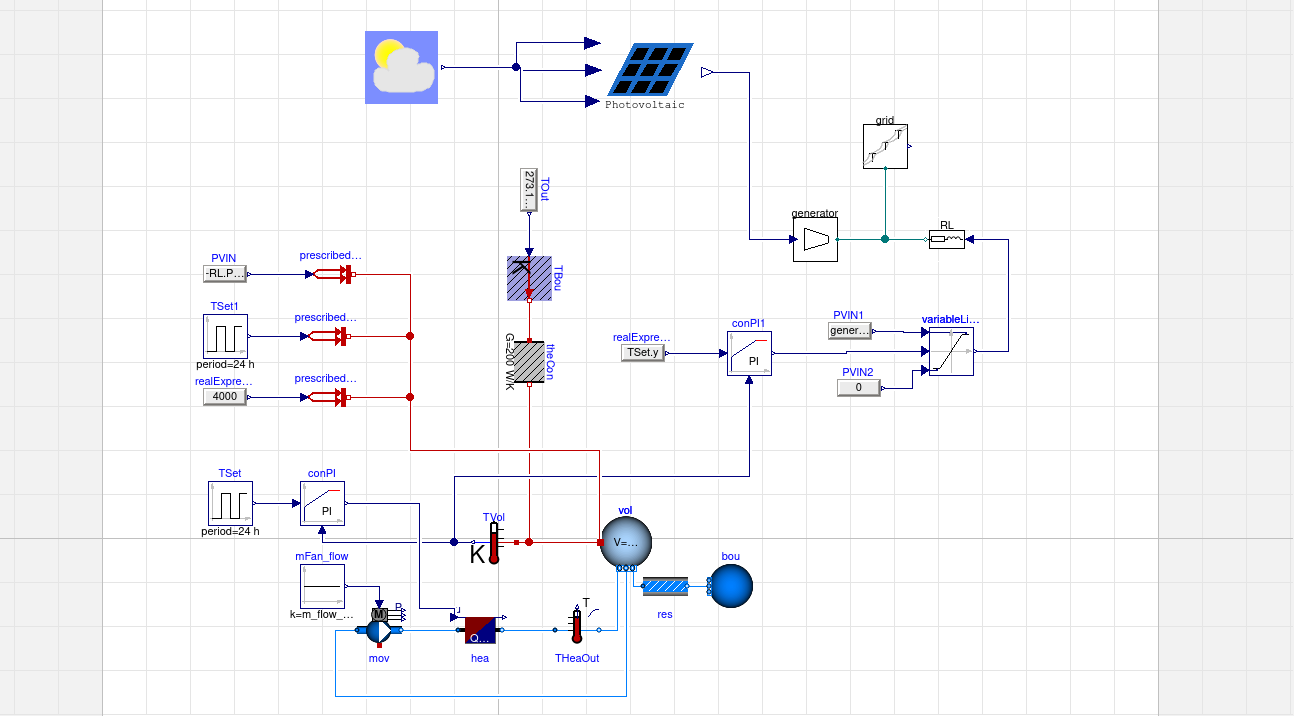 Photovoltaic
grid
T
T
T
TOut
273.1...
generator
RL
PVIN
-RL.P...
prescribed...
K
TBou
TSet1
prescribed...
period=24 h
G=200 W/K
theCon
realExpre...
TSet.y
conPI1
PI
PVIN1
gener...
variableLi...
PVIN2
0
realExpre...
4000
prescribed...
TSet
conPI
PI
period=24 h
TVol
K
vol
V=...
mFan_flow
k=m_flow_...
bou
res
P
M
mov
u
Q...
hea
T
THeaOut